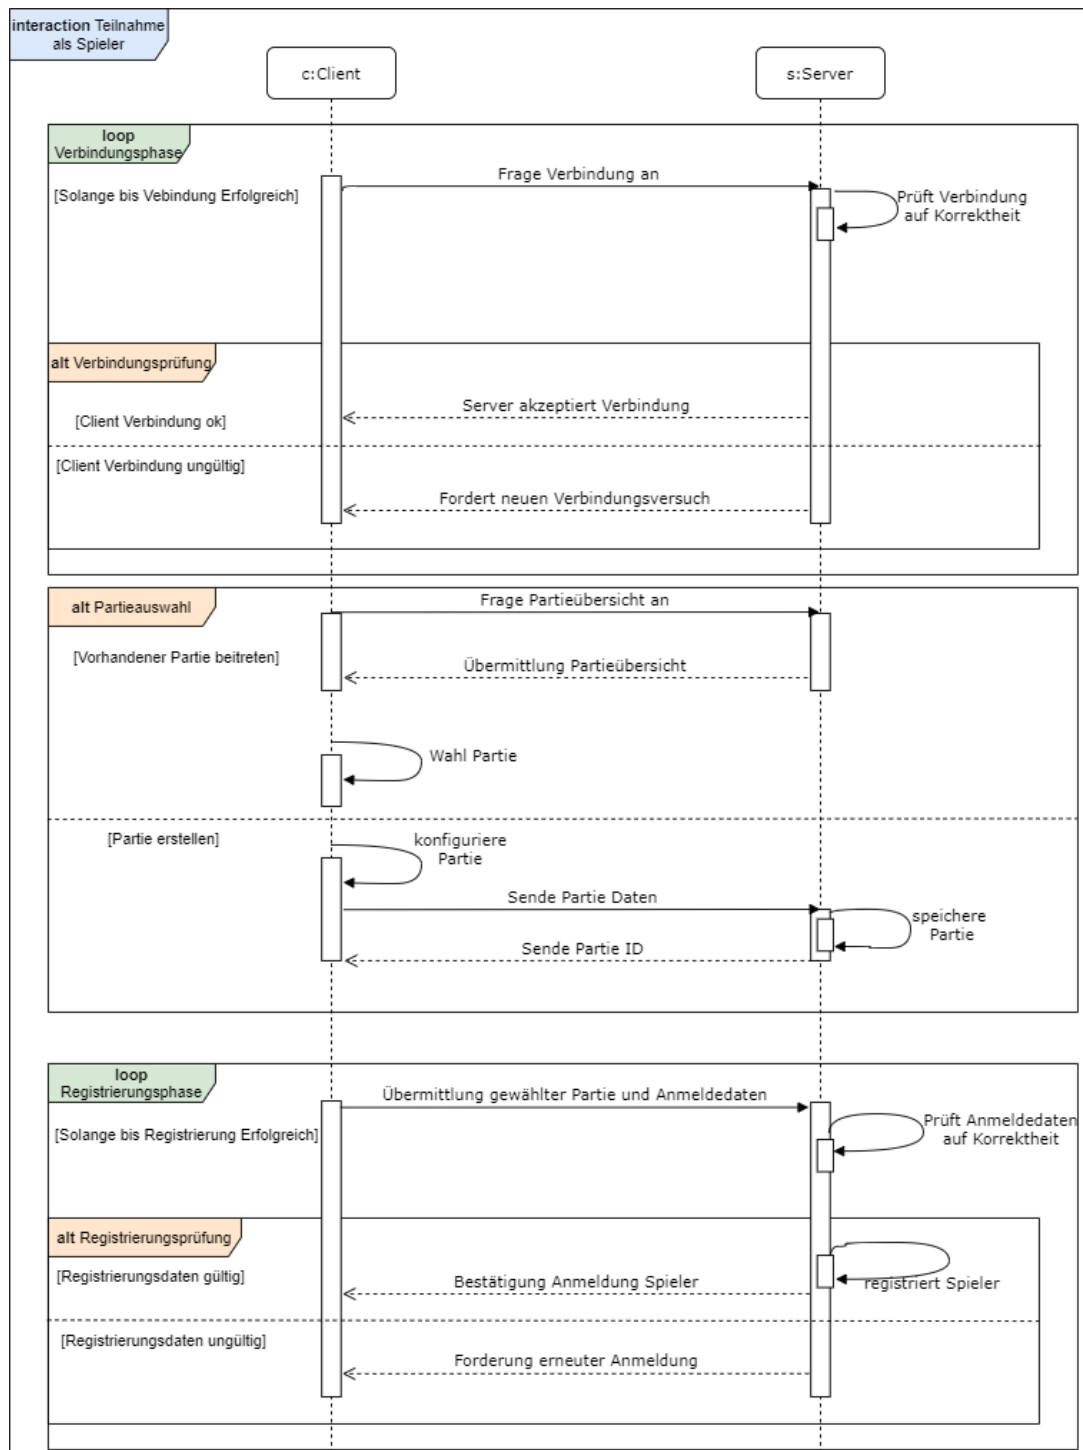 interaction Teilnahme
als Spieler
c:Client
s:Server
loop
Verbindungsphase
[Solange bis Vebindung Erfolgreich]
Frage Verbindung an
Prüft Verbindung
auf Korrektheit
alt Verbindungsprüfung
[Client Verbindung ok]
Server akzeptiert Verbindung
[Client Verbindung ungültig]
Fordert neuen Verbindungsversuch
alt Partieauswahl
Frage Partieübersicht an
[Vorhandener Partie beitreten]
Übermittlung Partieübersicht
Wahl Partie
[Partie erstellen]
konfiguriere
Partie
Sende Partie Daten
speichere
Partie
Sende Partie ID
loop
Registrierungsphase
Übermittlung gewählter Partie und Anmeldedaten
[Solange bis Registrierung Erfolgreich]
Prüft Anmeldedaten
auf Korrektheit
alt Registrierungsprüfung
[Registrierungsdaten gültig]
Bestätigung Anmeldung Spieler
registriert Spieler
[Registrierungsdaten ungültig]
Forderung erneuter Anmeldung